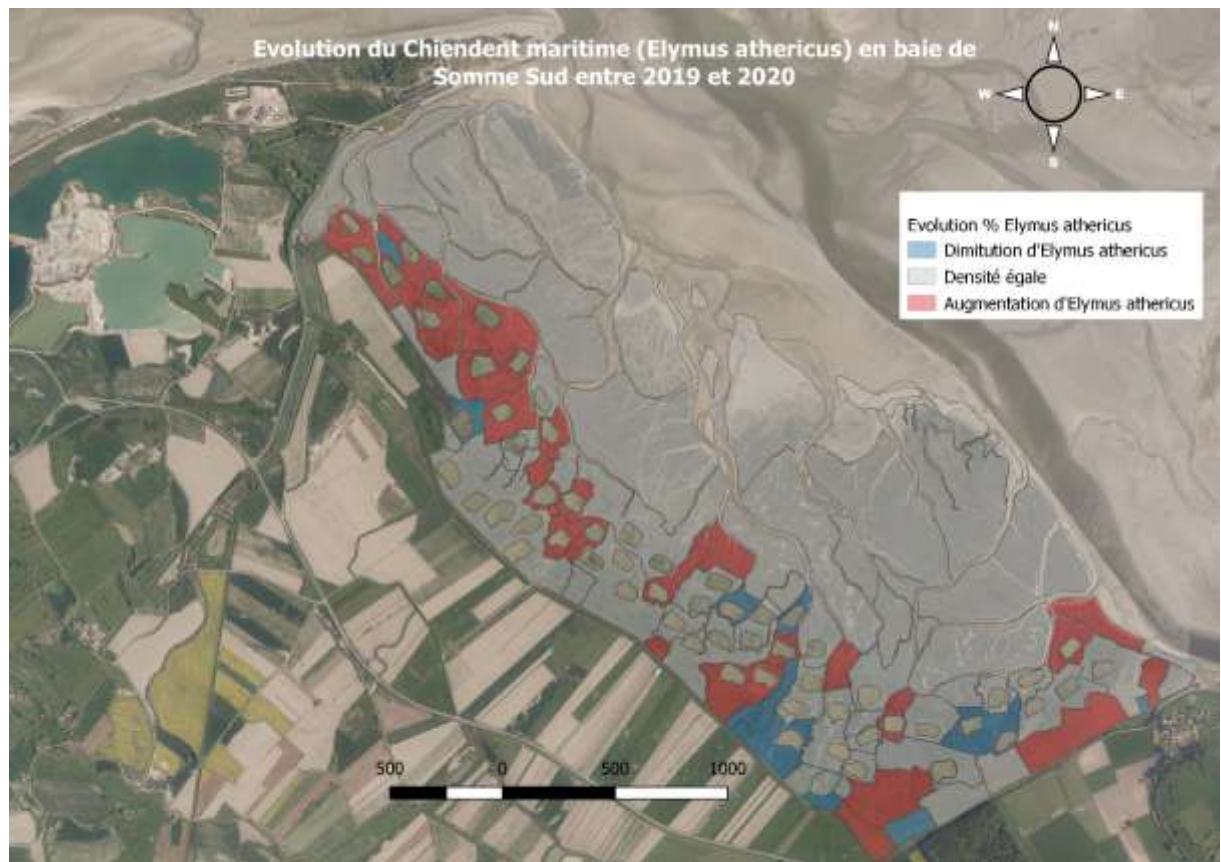 Evolution du Chiendent maritime (Elymus athericus) en baie de
Somme Sud entre 2019 et 2020
N
W
E
S
Evolution % Elymus athericus
Dimitution d'Elymus athericus
Densité égale
Augmentation d'Elymus athericus
500 0 500 1000